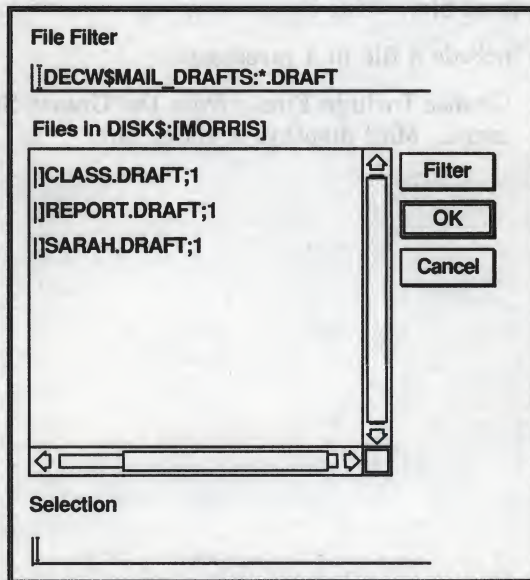 File Filter
DECW$MAIL_DRAFTS:*.DRAFT
Files in DISK$:[MORRIS]
|]CLASS.DRAFT;1
|]REPORT.DRAFT;1
|]SARAH.DRAFT;1
Filter
OK
Cancel
Selection